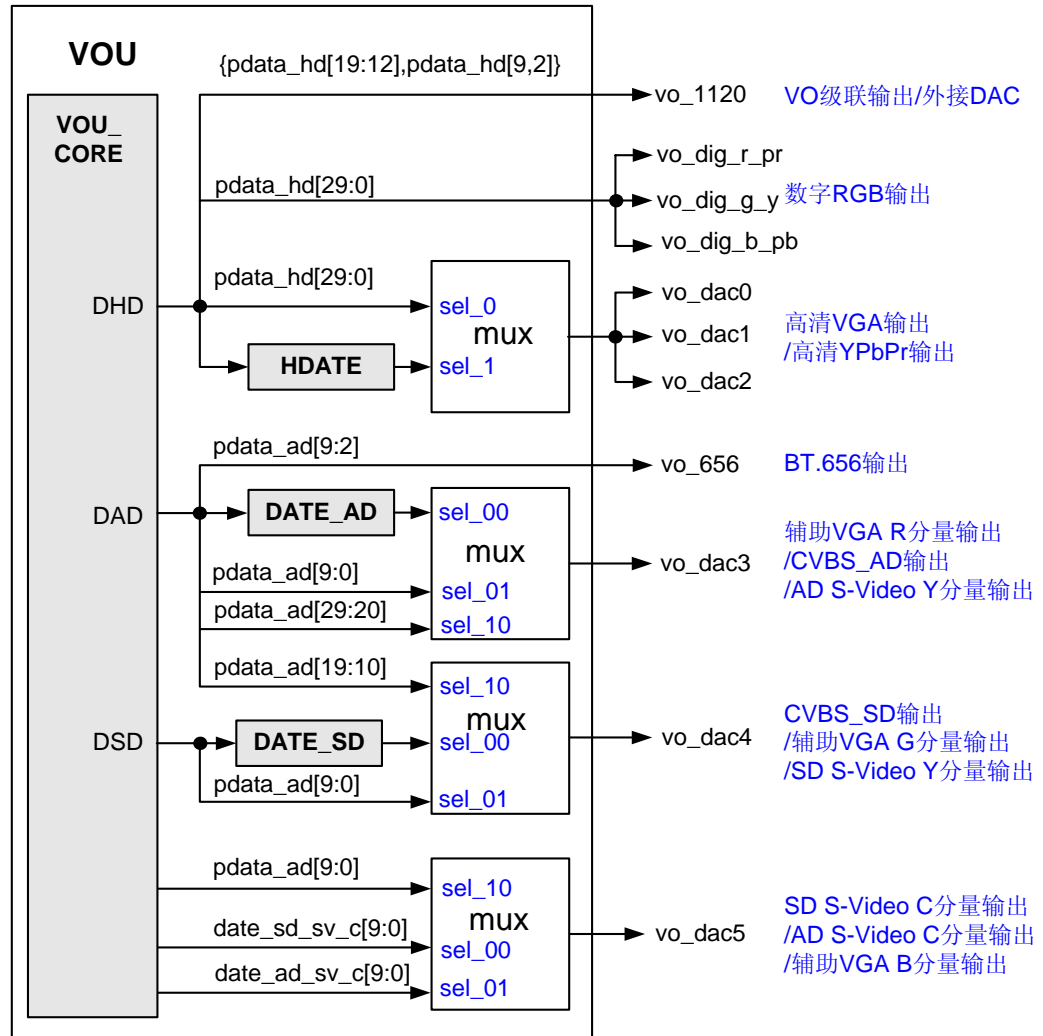 VOU
{pdata_hd[19:12],pdata_hd[9,2]}
vo_1120
VO级联输出/外接DAC
VOU_
CORE
vo_dig_r_pr
pdata_hd[29:0]
vo_dig_g_y
数字RGB输出
vo_dig_b_pb
pdata_hd[29:0]
DHD
sel_0
mux
HDATE
sel_1
vo_dac0
vo_dac1
vo_dac2
高清VGA输出
/高清YPbPr输出
pdata_ad[9:2]
vo_656
BT.656输出
DAD
DATE_AD
sel_00
mux
pdata_ad[9:0]
sel_01
pdata_ad[29:20]
sel_10
vo_dac3
辅助VGA R分量输出
/CVBS_AD输出
/AD S-Video Y分量输出
pdata_ad[19:10]
sel_10
mux
DSD
DATE_SD
sel_00
pdata_ad[9:0]
sel_01
vo_dac4
CVBS_SD输出
/辅助VGA G分量输出
/SD S-Video Y分量输出
pdata_ad[9:0]
sel_10
mux
date_sd_sv_c[9:0]
sel_00
date_ad_sv_c[9:0]
sel_01
vo_dac5
SD S-Video C分量输出
/AD S-Video C分量输出
/辅助VGA B分量输出